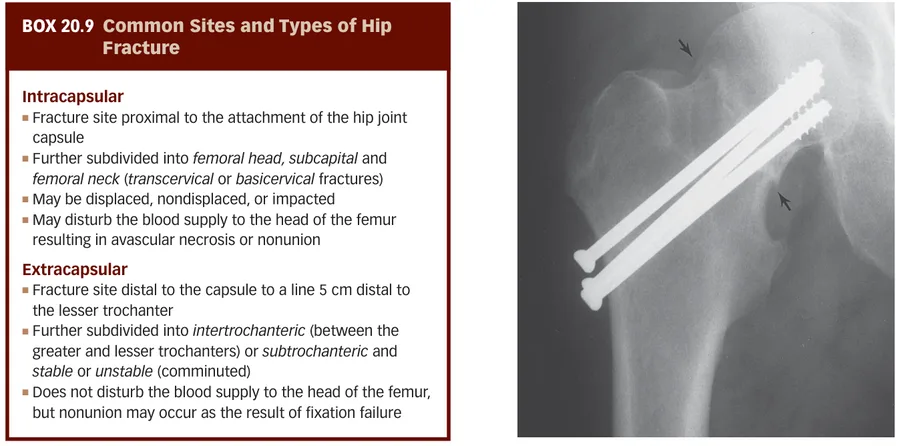 BOX 20.9 Common Sites and Types of Hip
Fracture
Intracapsular
▪ Fracture site proximal to the attachment of the hip joint
capsule
▪ Further subdivided into femoral head, subcapital and
femoral neck (transcervical or basicervical fractures)
▪ May be displaced, nondisplaced, or impacted
▪ May disturb the blood supply to the head of the femur
resulting in avascular necrosis or nonunion
Extracapsular
▪ Fracture site distal to the capsule to a line 5 cm distal to
the lesser trochanter
▪ Further subdivided into intertrochanteric (between the
greater and lesser trochanters) or subtrochanteric and
stable or unstable (comminuted)
▪ Does not disturb the blood supply to the head of the femur,
but nonunion may occur as the result of fixation failure